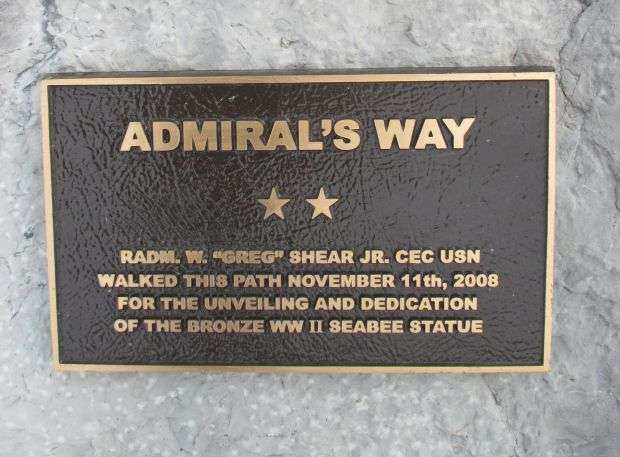 ADMIRAL'S WAY
RADM. W. "GREG" SHEAR JR. CEC USN
WALKED THIS PATH NOVEMBER 11th, 2008
FOR THE UNVEILING AND DEDICATION
OF THE BRONZE WW II SEABEE STATUE